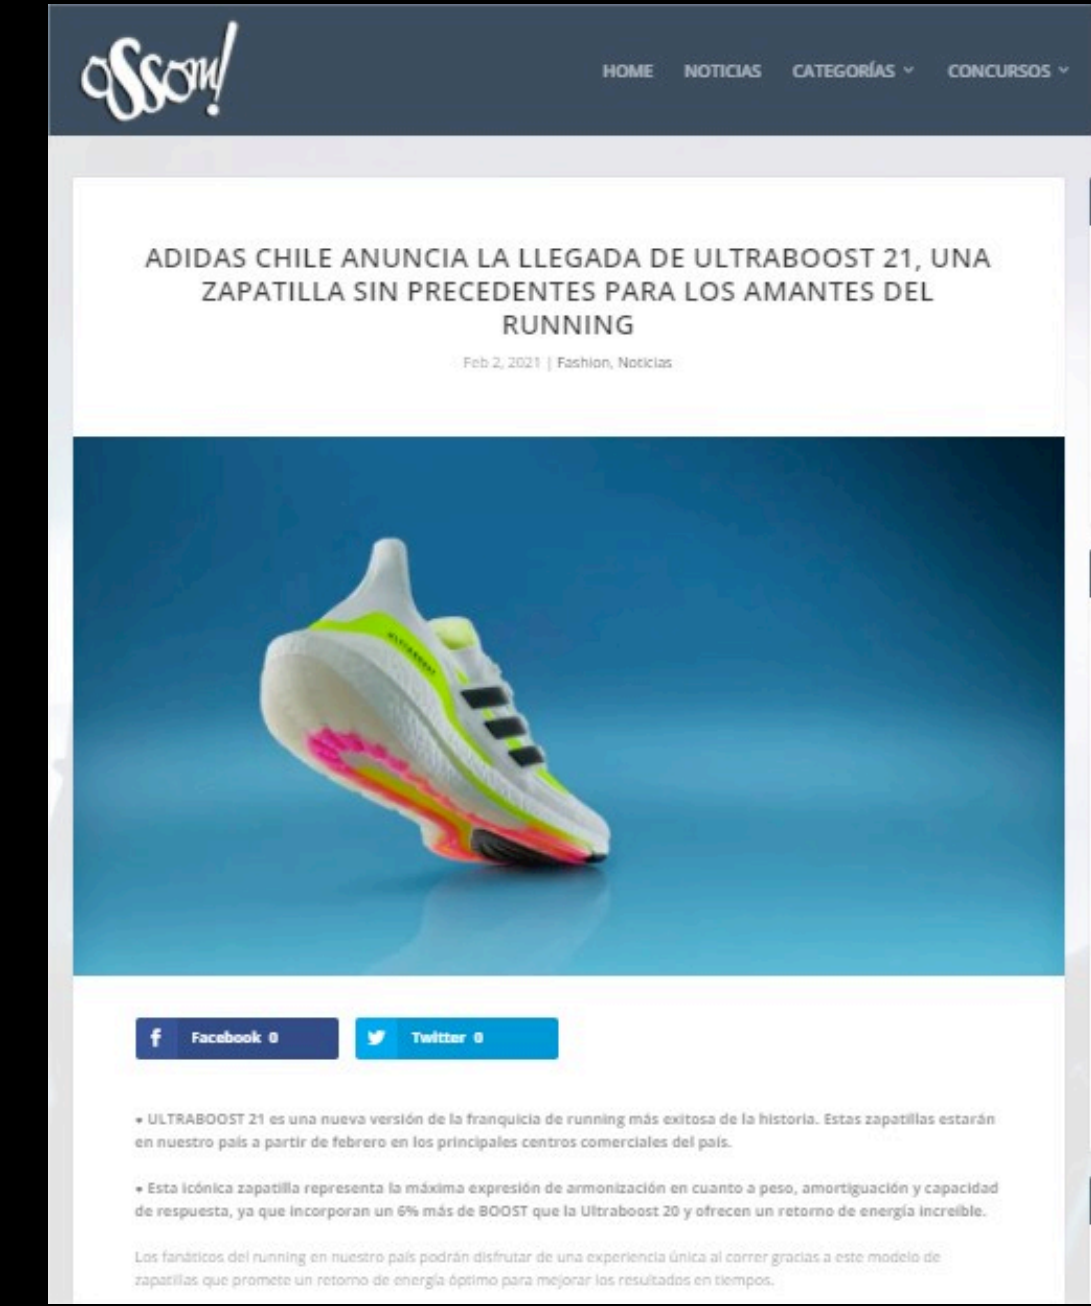 oSSom!
HOME NOTICIAS CATEGORÍAS CONCURSOS
ADIDAS CHILE ANUNCIA LA LLEGADA DE ULTRABOOST 21, UNA
ZAPATILLA SIN PRECEDENTES PARA LOS AMANTES DEL
RUNNING
Feb 2, 2021 | Fashion, Noticias
ULTRABOOST
Facebook 0 Twitter 0
• ULTRABOOST 21 es una nueva versión de la franquicia de running más exitosa de la historia. Estas zapatillas estarán
en nuestro país a partir de febrero en los principales centros comerciales del país.
• Esta icónica zapatilla representa la máxima expresión de armonización en cuanto a peso, amortiguación y capacidad
de respuesta, ya que incorporan un 6% más de BOOST que la Ultraboost 20 y ofrecen un retorno de energía increíble.
Los fanáticos del running en nuestro país podrán disfrutar de una experiencia única al correr gracias a este modelo de
zapatillas que promete un retorno de energía óptimo para mejorar los resultados en tiempos.